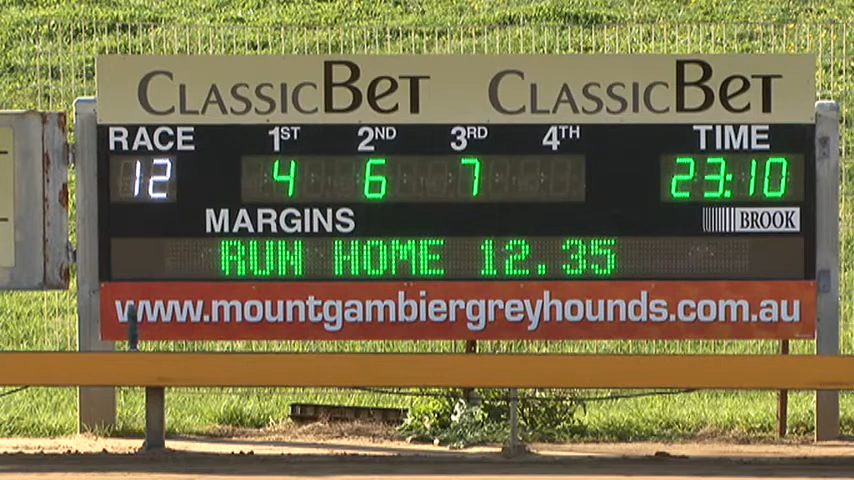 CLASSICBET CLASSICBET
RACE 1ST 2ND 3RD 4TH TIME
12 4 6 7 23:10
MARGINS BROOK
RUN HOME 12.35
www.mountgambiergreyhounds.com.au